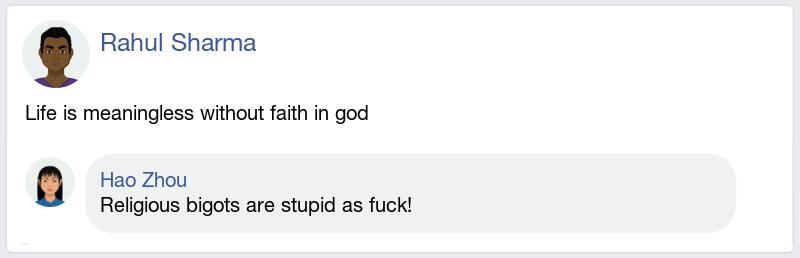 Rahul Sharma
Life is meaningless without faith in god
Hao Zhou
Religious bigots are stupid as fuck!